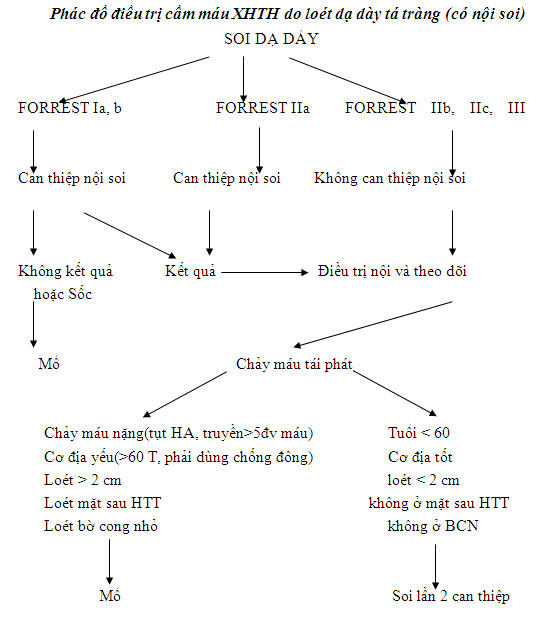 Phác đồ điều trị cầm máu XHTH do loét dạ dày tá tràng (có nội soi)
SOI DẠ DÀY
FORREST Ia, b
FORREST IIa
FORREST IIb, IIc, III
Can thiệp nội soi
Can thiệp nội soi
Không can thiệp nội soi
Không kết quả
hoặc Sốc
Kết quả
Điều trị nội và theo dõi
Mổ
Chảy máu tái phát
Chảy máu nặng(tụt HA, truyền>5đv máu)
Cơ địa yếu(>60 T, phải dùng chống đông)
Loét > 2 cm
Loét mặt sau HTT
Loét bờ cong nhỏ
Tuổi < 60
Cơ địa tốt
loét < 2 cm
không ở mặt sau HTT
không ở BCN
Mổ
Soi lần 2 can thiệp